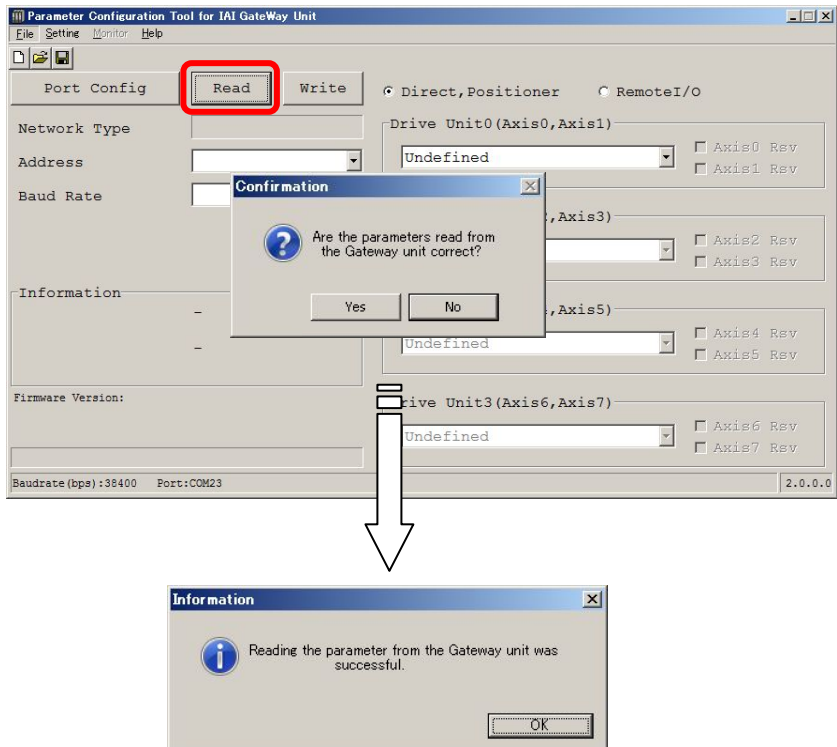 Parameter Configuration Tool for IAI GateWay Unit
File Setting Monitor Help
Port Config Read Write
Direct,Positioner RemoteI/O
Network Type
Address
Baud Rate
Drive Unit0(Axis0,Axis1)
Undefined
Axis0 Rsv
Axis1 Rsv
Confirmation
Are the parameters read from
the Gateway unit correct?
Yes No
,Axis3)
Axis2 Rsv
Axis3 Rsv
Information
-
-
,Axis5)
Undefined
Axis4 Rsv
Axis5 Rsv
Firmware Version:
rive Unit3(Axis6,Axis7)
Undefined
Axis6 Rsv
Axis7 Rsv
Baudrate(bps):38400 Port:COM23 2.0.0.0
Information
Reading the parameter from the Gateway unit was
successful.
OK